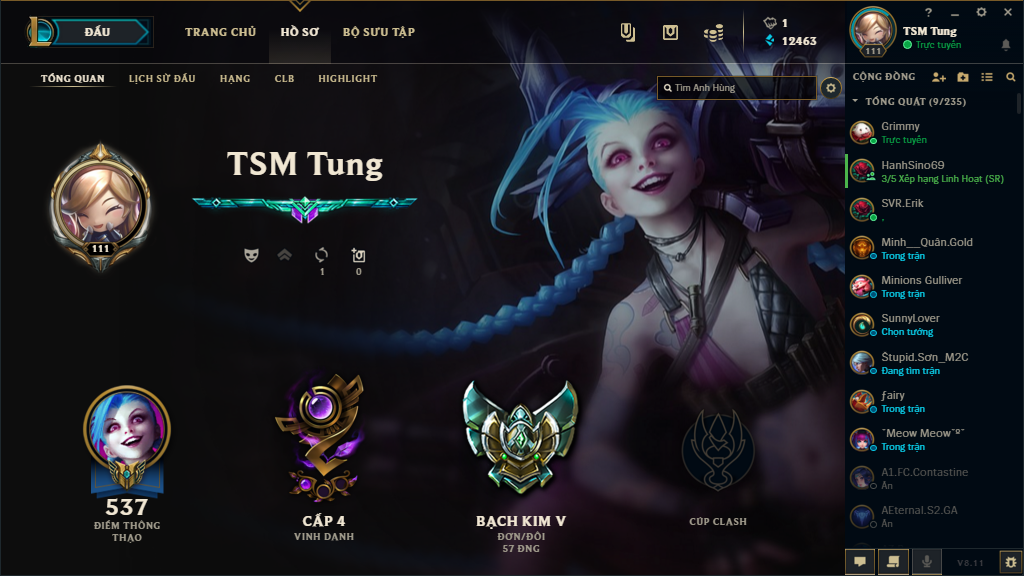 ĐẤU
TRANG CHỦ
HỒ SƠ
BỘ SƯU TẬP
1
12463
TỔNG QUAN
LỊCH SỬ ĐẤU
HẠNG
CLB
HIGHLIGHT
Tìm Anh Hùng
TSM Tung
111
1
0
537
ĐIỂM THÔNG
THẠO
CẤP 4
VINH DANH
BẠCH KIM V
ĐƠN/ĐÔI
57 ĐNG
CÚP CLASH
?
TSM Tung
Trực tuyến
111
CỘNG ĐỒNG
TỔNG QUÁT (9/235)
Grimmy
Trực tuyến
HanhSino69
3/5 Xếp hạng Linh Hoạt (SR)
SVR.Erik
.
Minh__Quân.Gold
Trong trận
Minions Gulliver
Trong trận
SunnyLover
Chọn tướng
Stupid.Sơn_M2C
Đang tìm trận
ƒairy
Trong trận
¯Meow Meow¯º¯
Trong trận
A1.FC.Contastine
Ẩn
AEternal.S2.GA
Ẩn
V8.11